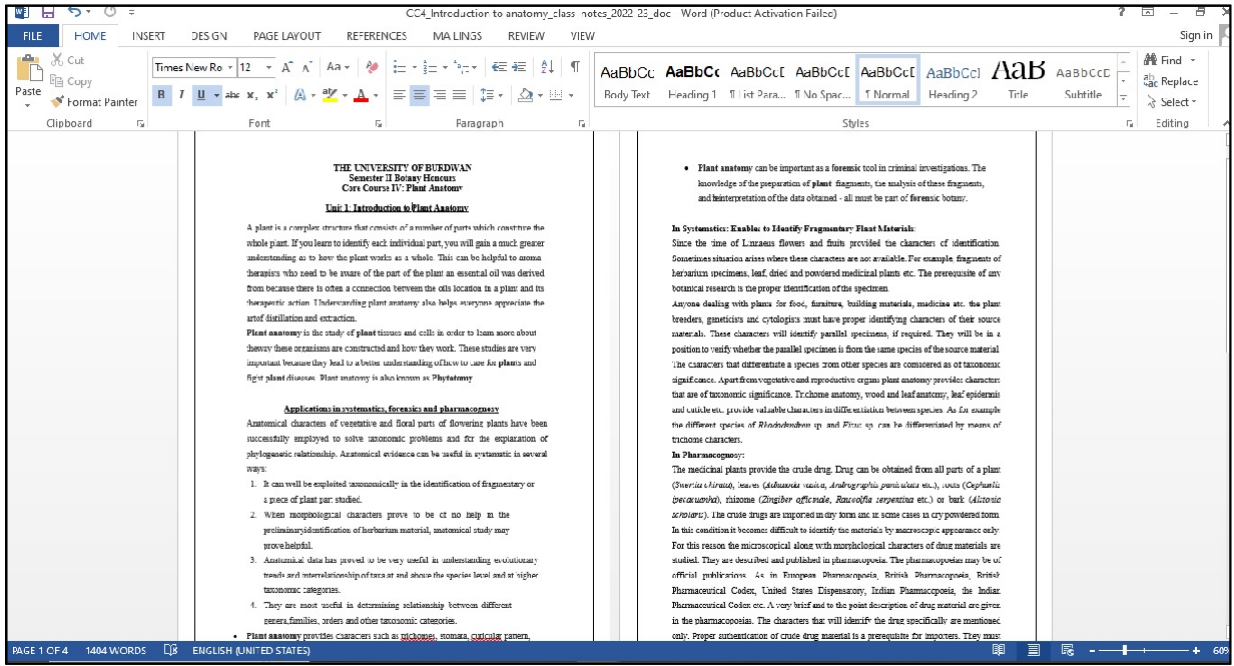 CC4_Introduction to anatomy_class_notes_2022-23_doc - Word (Product Activation Failed)
FILE HOME INSERT DESIGN PAGE LAYOUT REFERENCES MAILINGS REVIEW VIEW Sign in
Cut
Copy
Format Painter
Paste
Times New Ro 12
AaBbCc AaBbCc AaBbCcD AaBbCcD AaBbCcD AaBbCcI AaB AaBbCcD
Body Text Heading 1 ¶ List Para... ¶ No Spac... ¶ Normal Heading 2 Title Subtitle
Find
Replace
Select
Clipboard Font Paragraph Styles Editing
THE UNIVERSITY OF BURDWAN
Semester II Botany Honours
Core Course IV: Plant Anatomy
Unit 1: Introduction to Plant Anatomy
A plant is a complex structure that consists of a number of parts which constitute the
whole plant. If you learn to identify each individual part, you will gain a much greater
understanding as to how the plant works as a whole. This can be helpful to aroma
therapists who need to be aware of the part of the plant an essential oil was derived
from because there is often a connection between the oils location in a plant and its
therapeutic action. Understanding plant anatomy also helps everyone appreciate the
artof distillation and extraction.
Plant anatomy is the study of plant tissues and cells in order to learn more about
theway these organisms are constructed and how they work. These studies are very
important because they lead to a better understanding of how to care for plants and
fight plant diseases. Plant anatomy is also known as Phytotomy
Applications in systematics, forensics and pharmacognosy
Anatomical characters of vegetative and floral parts of flowering plants have been
successfully employed to solve taxonomic problems and for the explanation of
phylogenetic relationship. Anatomical evidence can be useful in systematic in several
ways:
1. It can well be exploited taxonomically in the identification of fragmentary or
a piece of plant part studied.
2. When morphological characters prove to be of no help in the
preliminaryidentification of herbarium material, anatomical study may
prove helpful.
3. Anatomical data has proved to be very useful in understanding evolutionary
trends and interrelationship of taxa at and above the species level and at higher
taxonomic categories.
4. They are most useful in determining relationship between different
genera,families, orders and other taxonomic categories.
• Plant anatomy provides characters such as trichomes, stomata, cuticular pattern,
• Plant anatomy can be important as a forensic tool in criminal investigations. The
knowledge of the preparation of plant fragments, the analysis of these fragments,
and theinterpretation of the data obtained - all must be part of forensic botany.
In Systematics: Enables to Identify Fragmentary Plant Materials:
Since the time of Linnaeus flowers and fruits provided the characters of identification.
Sometimes situation arises where these characters are not available. For example, fragments of
herbarium specimens, leaf, dried and powdered medicinal plants etc. The prerequisite of any
botanical research is the proper identification of the specimen.
Anyone dealing with plants for food, furniture, building materials, medicine etc. the plant
breeders, geneticists and cytologists must have proper identifying characters of their source
materials. These characters will identify parallel specimens, if required. They will be in a
position to verify whether the parallel specimen is from the same species of the source material.
The characters that differentiate a species from other species are considered as of taxonomic
significance. Apart from vegetative and reproductive organs plant anatomy provides characters
that are of taxonomic significance. Trichome anatomy, wood and leaf anatomy, leaf epidermis
and cuticle etc. provide valuable characters in differentiation between species. As for example
the different species of Rhododendron sp. and Ficus sp. can be differentiated by means of
trichome characters.
In Pharmacognosy:
The medicinal plants provide the crude drug. Drug can be obtained from all parts of a plant
(Swertia chirata), leaves (Adhatoda vasica, Andrographis paniculata etc.), roots (Cephaelis
ipecacuanha), rhizome (Zingiber officinale, Rauvolfia serpentina etc.) or bark (Alstonia
scholaris). The crude drugs are imported in dry form and in some cases in dry powdered form.
In this condition it becomes difficult to identify the materials by macroscopic appearance only.
For this reason the microscopical along with morphological characters of drug materials are
studied. They are described and published in pharmacopoeia. The pharmacopoeias may be of
official publications. As in European Pharmacopoeia, British Pharmacopoeia, British
Pharmaceutical Codex, United States Dispensatory, Indian Pharmacopoeia, the Indian
Pharmaceutical Codex etc. A very brief and to the point description of drug material are given
in the pharmacopoeias. The characters that will identify the drug specifically are mentioned
only. Proper authentication of crude drug material is a prerequisite for importers. They must
PAGE 1 OF 4 1404 WORDS ENGLISH (UNITED STATES) 60%